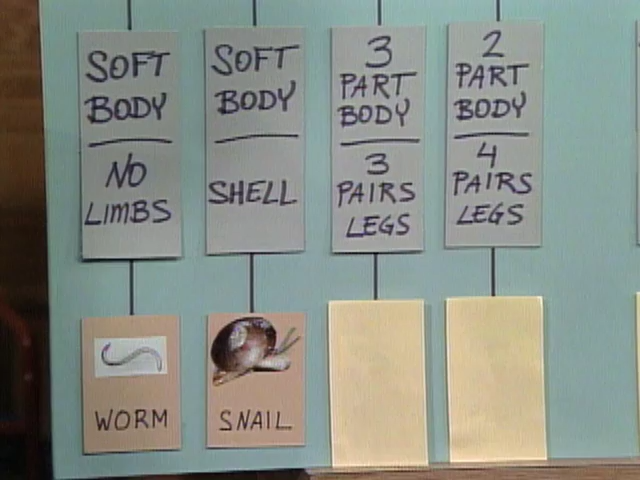 SOFT
BODY
NO
LIMBS
WORM
SOFT
BODY
SHELL
SNAIL
3
PART
BODY
3
PAIRS
LEGS
2
PART
BODY
4
PAIRS
LEGS